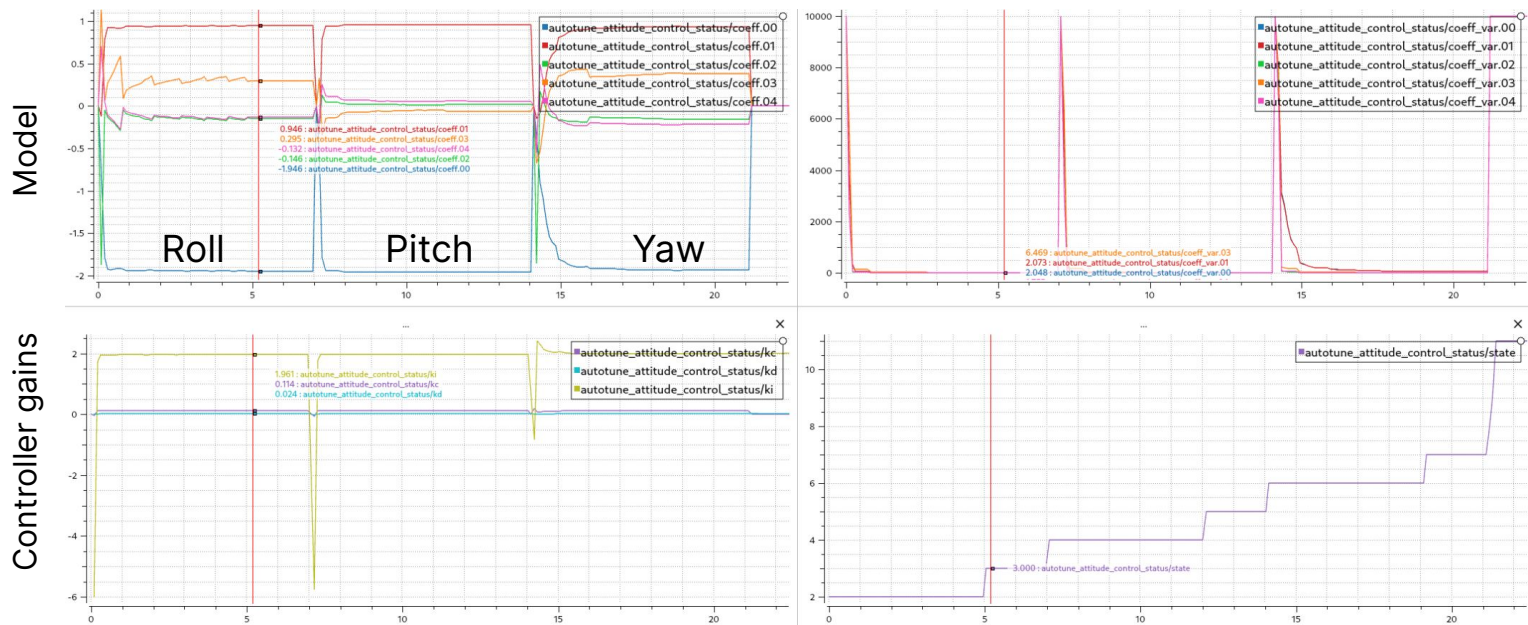 Model
1
0.5
0
-0.5
-1
-1.5
-2
autotune_attitude_control_status/coeff.00
autotune_attitude_control_status/coeff.01
autotune_attitude_control_status/coeff.02
autotune_attitude_control_status/coeff.03
autotune_attitude_control_status/coeff.04
0.946 : autotune_attitude_control_status/coeff.01
0.295 : autotune_attitude_control_status/coeff.03
-0.132 : autotune_attitude_control_status/coeff.04
-0.146 : autotune_attitude_control_status/coeff.02
-1.946 : autotune_attitude_control_status/coeff.00
Roll
Pitch
Yaw
0 5 10 15 20
10000
8000
6000
4000
2000
0
autotune_attitude_control_status/coeff_var.00
autotune_attitude_control_status/coeff_var.01
autotune_attitude_control_status/coeff_var.02
autotune_attitude_control_status/coeff_var.03
autotune_attitude_control_status/coeff_var.04
6.469 : autotune_attitude_control_status/coeff_var.03
2.073 : autotune_attitude_control_status/coeff_var.01
2.048 : autotune_attitude_control_status/coeff_var.00
0 5 10 15 20
Controller gains
...
2
0
-2
-4
-6
autotune_attitude_control_status/kc
autotune_attitude_control_status/kd
autotune_attitude_control_status/ki
1.961 : autotune_attitude_control_status/ki
0.114 : autotune_attitude_control_status/kc
0.024 : autotune_attitude_control_status/kd
0 5 10 15 20
...
10
8
6
4
2
autotune_attitude_control_status/state
3.000 : autotune_attitude_control_status/state
0 5 10 15 20